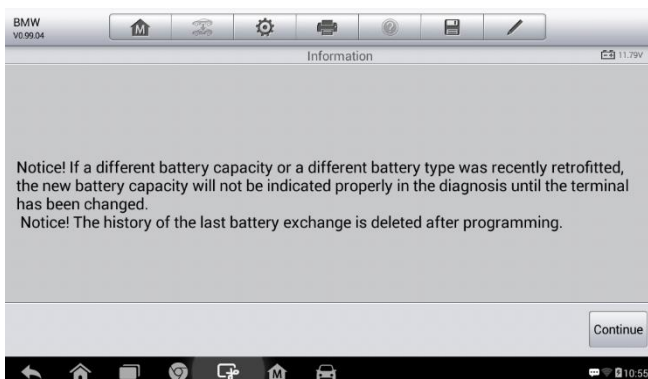 BMW
V0.99.04
M
Information
11.79V
Notice! If a different battery capacity or a different battery type was recently retrofitted,
the new battery capacity will not be indicated properly in the diagnosis until the terminal
has been changed.
Notice! The history of the last battery exchange is deleted after programming.
Continue
M
10:55